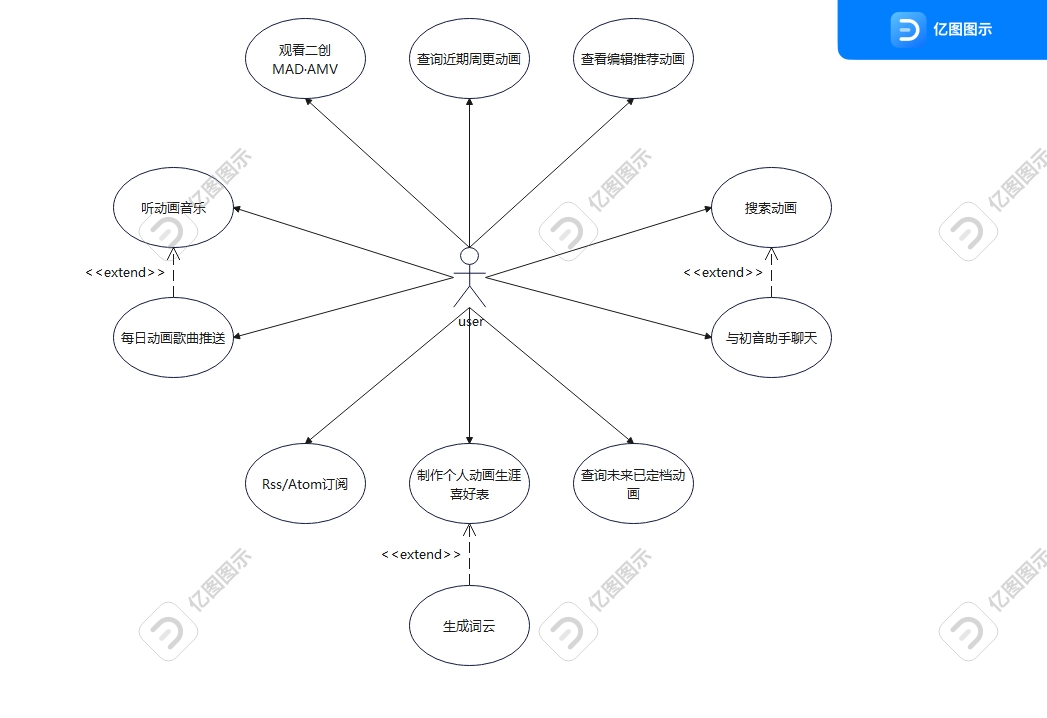 亿图图示
观看二创
MAD·AMV
查询近期周更动画
查看编辑推荐动画
亿图图示
亿图图示
亿图图示
听动画音乐
搜索动画
<<extend>>
<<extend>>
每日动画歌曲推送
user
与初音助手聊天
Rss/Atom订阅
制作个人动画生涯
喜好表
查询未来已定档动
画
<<extend>>
亿图图示
亿图图示
亿图图示
生成词云